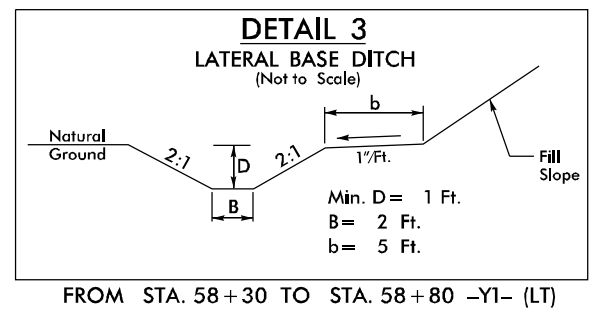 DETAIL 3
LATERAL BASE DITCH
(Not to Scale)
b
Natural
Ground
2:1
D
2:1
1"/Ft.
Fill
Slope
B
Min. D = 1 Ft.
B = 2 Ft.
b = 5 Ft.
FROM STA. 58+30 TO STA. 58+80 -Y1- (LT)